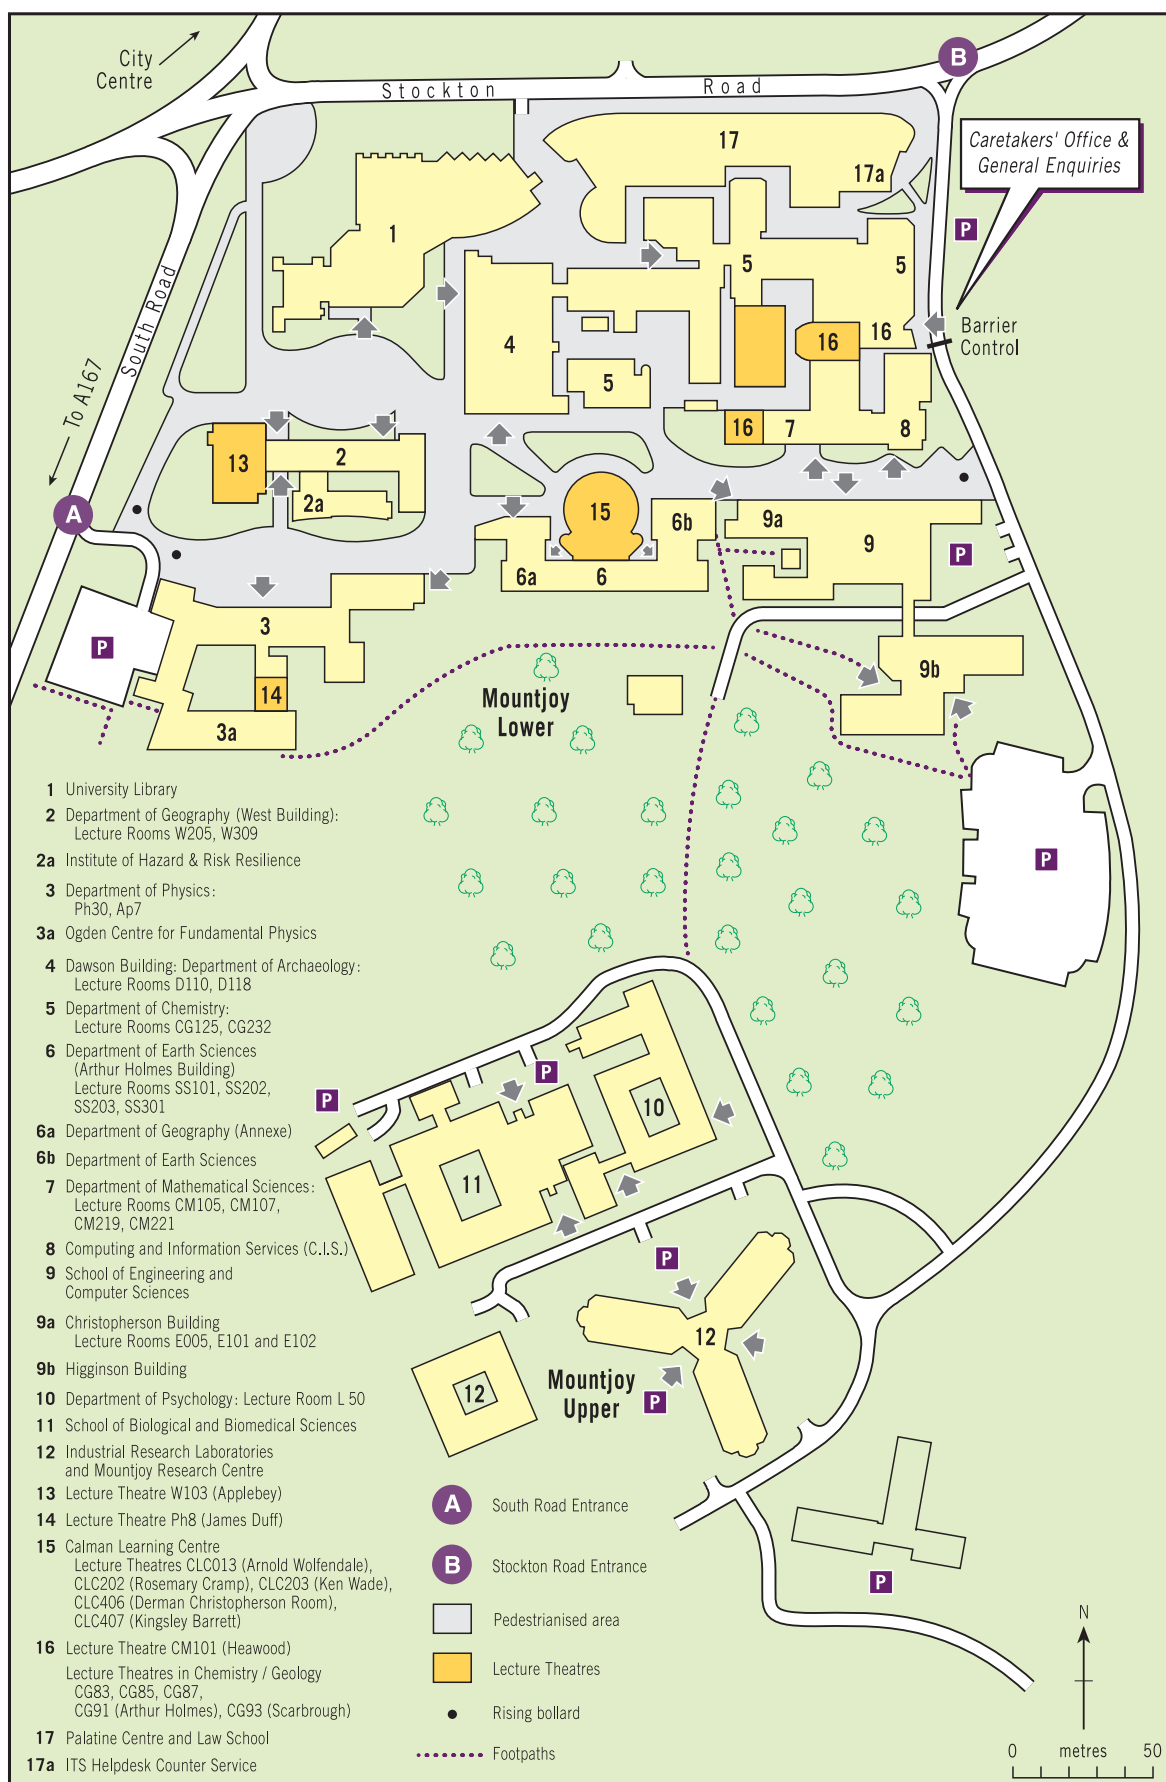 City
Centre
Stockton Road
B
Caretakers' Office &
General Enquiries
17
17a
P
1
5
5
South Road
4
16
16
Barrier
Control
5
To A167
16
7
8
13
2
2a
A
15
6b
9a
9
P
6a
6
3
P
14
3a
9b
Mountjoy
Lower
1 University Library
2 Department of Geography (West Building):
Lecture Rooms W205, W309
2a Institute of Hazard & Risk Resilience
3 Department of Physics:
Ph30, Ap7
3a Ogden Centre for Fundamental Physics
4 Dawson Building: Department of Archaeology:
Lecture Rooms D110, D118
5 Department of Chemistry:
Lecture Rooms CG125, CG232
6 Department of Earth Sciences
(Arthur Holmes Building)
Lecture Rooms SS101, SS202,
SS203, SS301
6a Department of Geography (Annexe)
6b Department of Earth Sciences
7 Department of Mathematical Sciences:
Lecture Rooms CM105, CM107,
CM219, CM221
8 Computing and Information Services (C.I.S.)
9 School of Engineering and
Computer Sciences
9a Christopherson Building
Lecture Rooms E005, E101 and E102
9b Higginson Building
10 Department of Psychology: Lecture Room L 50
11 School of Biological and Biomedical Sciences
12 Industrial Research Laboratories
and Mountjoy Research Centre
13 Lecture Theatre W103 (Applebey)
14 Lecture Theatre Ph8 (James Duff)
15 Calman Learning Centre
Lecture Theatres CLC013 (Arnold Wolfendale),
CLC202 (Rosemary Cramp), CLC203 (Ken Wade),
CLC406 (Derman Christopherson Room),
CLC407 (Kingsley Barrett)
16 Lecture Theatre CM101 (Heawood)
Lecture Theatres in Chemistry / Geology
CG83, CG85, CG87,
CG91 (Arthur Holmes), CG93 (Scarbrough)
17 Palatine Centre and Law School
17a ITS Helpdesk Counter Service
P
P
P
10
11
P
12
12
Mountjoy
Upper
P
P
A South Road Entrance
B Stockton Road Entrance
Pedestrianised area
Lecture Theatres
Rising bollard
Footpaths
N
0 metres 50